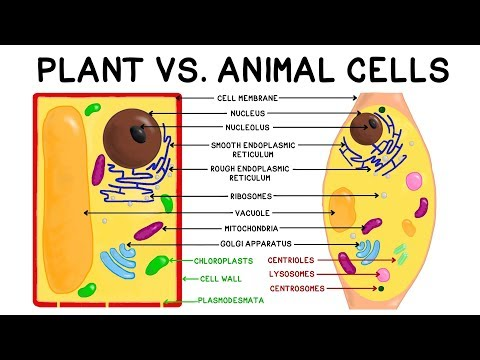 PLANT VS. ANIMAL CELLS
CELL MEMBRANE
NUCLEUS
NUCLEOLUS
SMOOTH ENDOPLASMIC
RETICULUM
ROUGH ENDOPLASMIC
RETICULUM
RIBOSOMES
VACUOLE
MITOCHONDRIA
GOLGI APPARATUS
CHLOROPLASTS
CELL WALL
PLASMODESMATA
CENTRIOLES
LYSOSOMES
CENTROSOMES